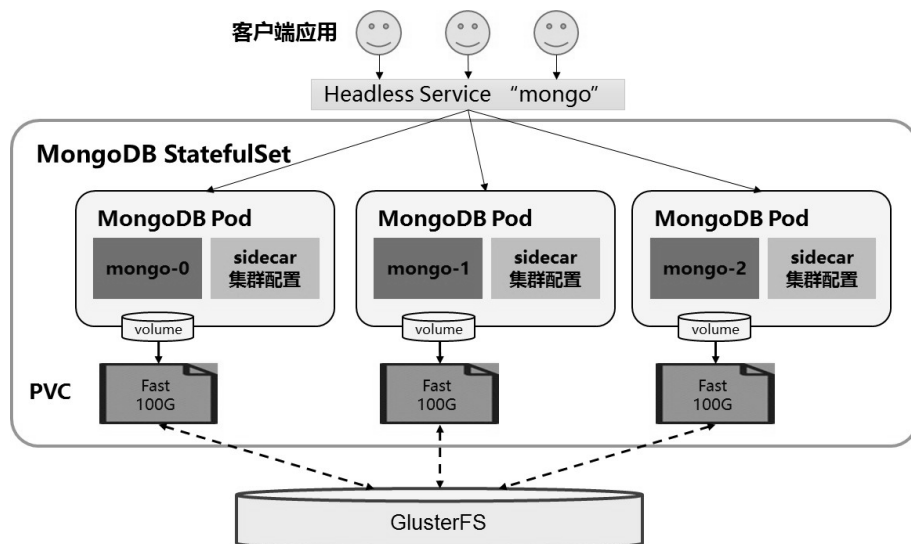 客户端应用
Headless Service “mongo”
MongoDB StatefulSet
MongoDB Pod
mongo-0
sidecar
集群配置
volume
MongoDB Pod
mongo-1
sidecar
集群配置
volume
MongoDB Pod
mongo-2
sidecar
集群配置
volume
PVC
Fast
100G
Fast
100G
Fast
100G
GlusterFS